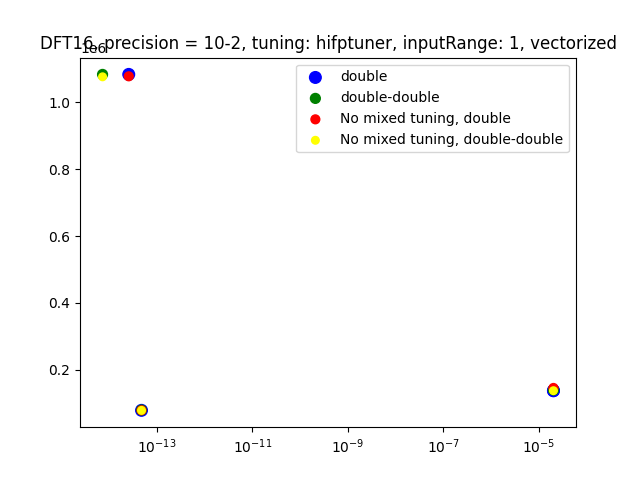 DFT16, precision = 10-2, tuning: hifptuner, inputRange: 1, vectorized
1e6
double
double-double
No mixed tuning, double
No mixed tuning, double-double
1.0
0.8
0.6
0.4
0.2
10⁻¹³ 10⁻¹¹ 10⁻⁹ 10⁻⁷ 10⁻⁵